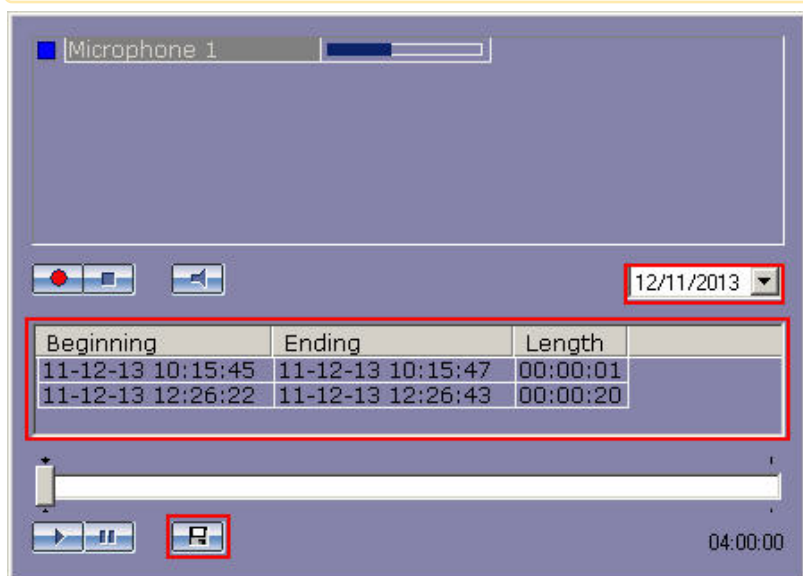 Microphone 1
12/11/2013
Beginning Ending Length
11-12-13 10:15:45 11-12-13 10:15:47 00:00:01
11-12-13 12:26:22 11-12-13 12:26:43 00:00:20
04:00:00